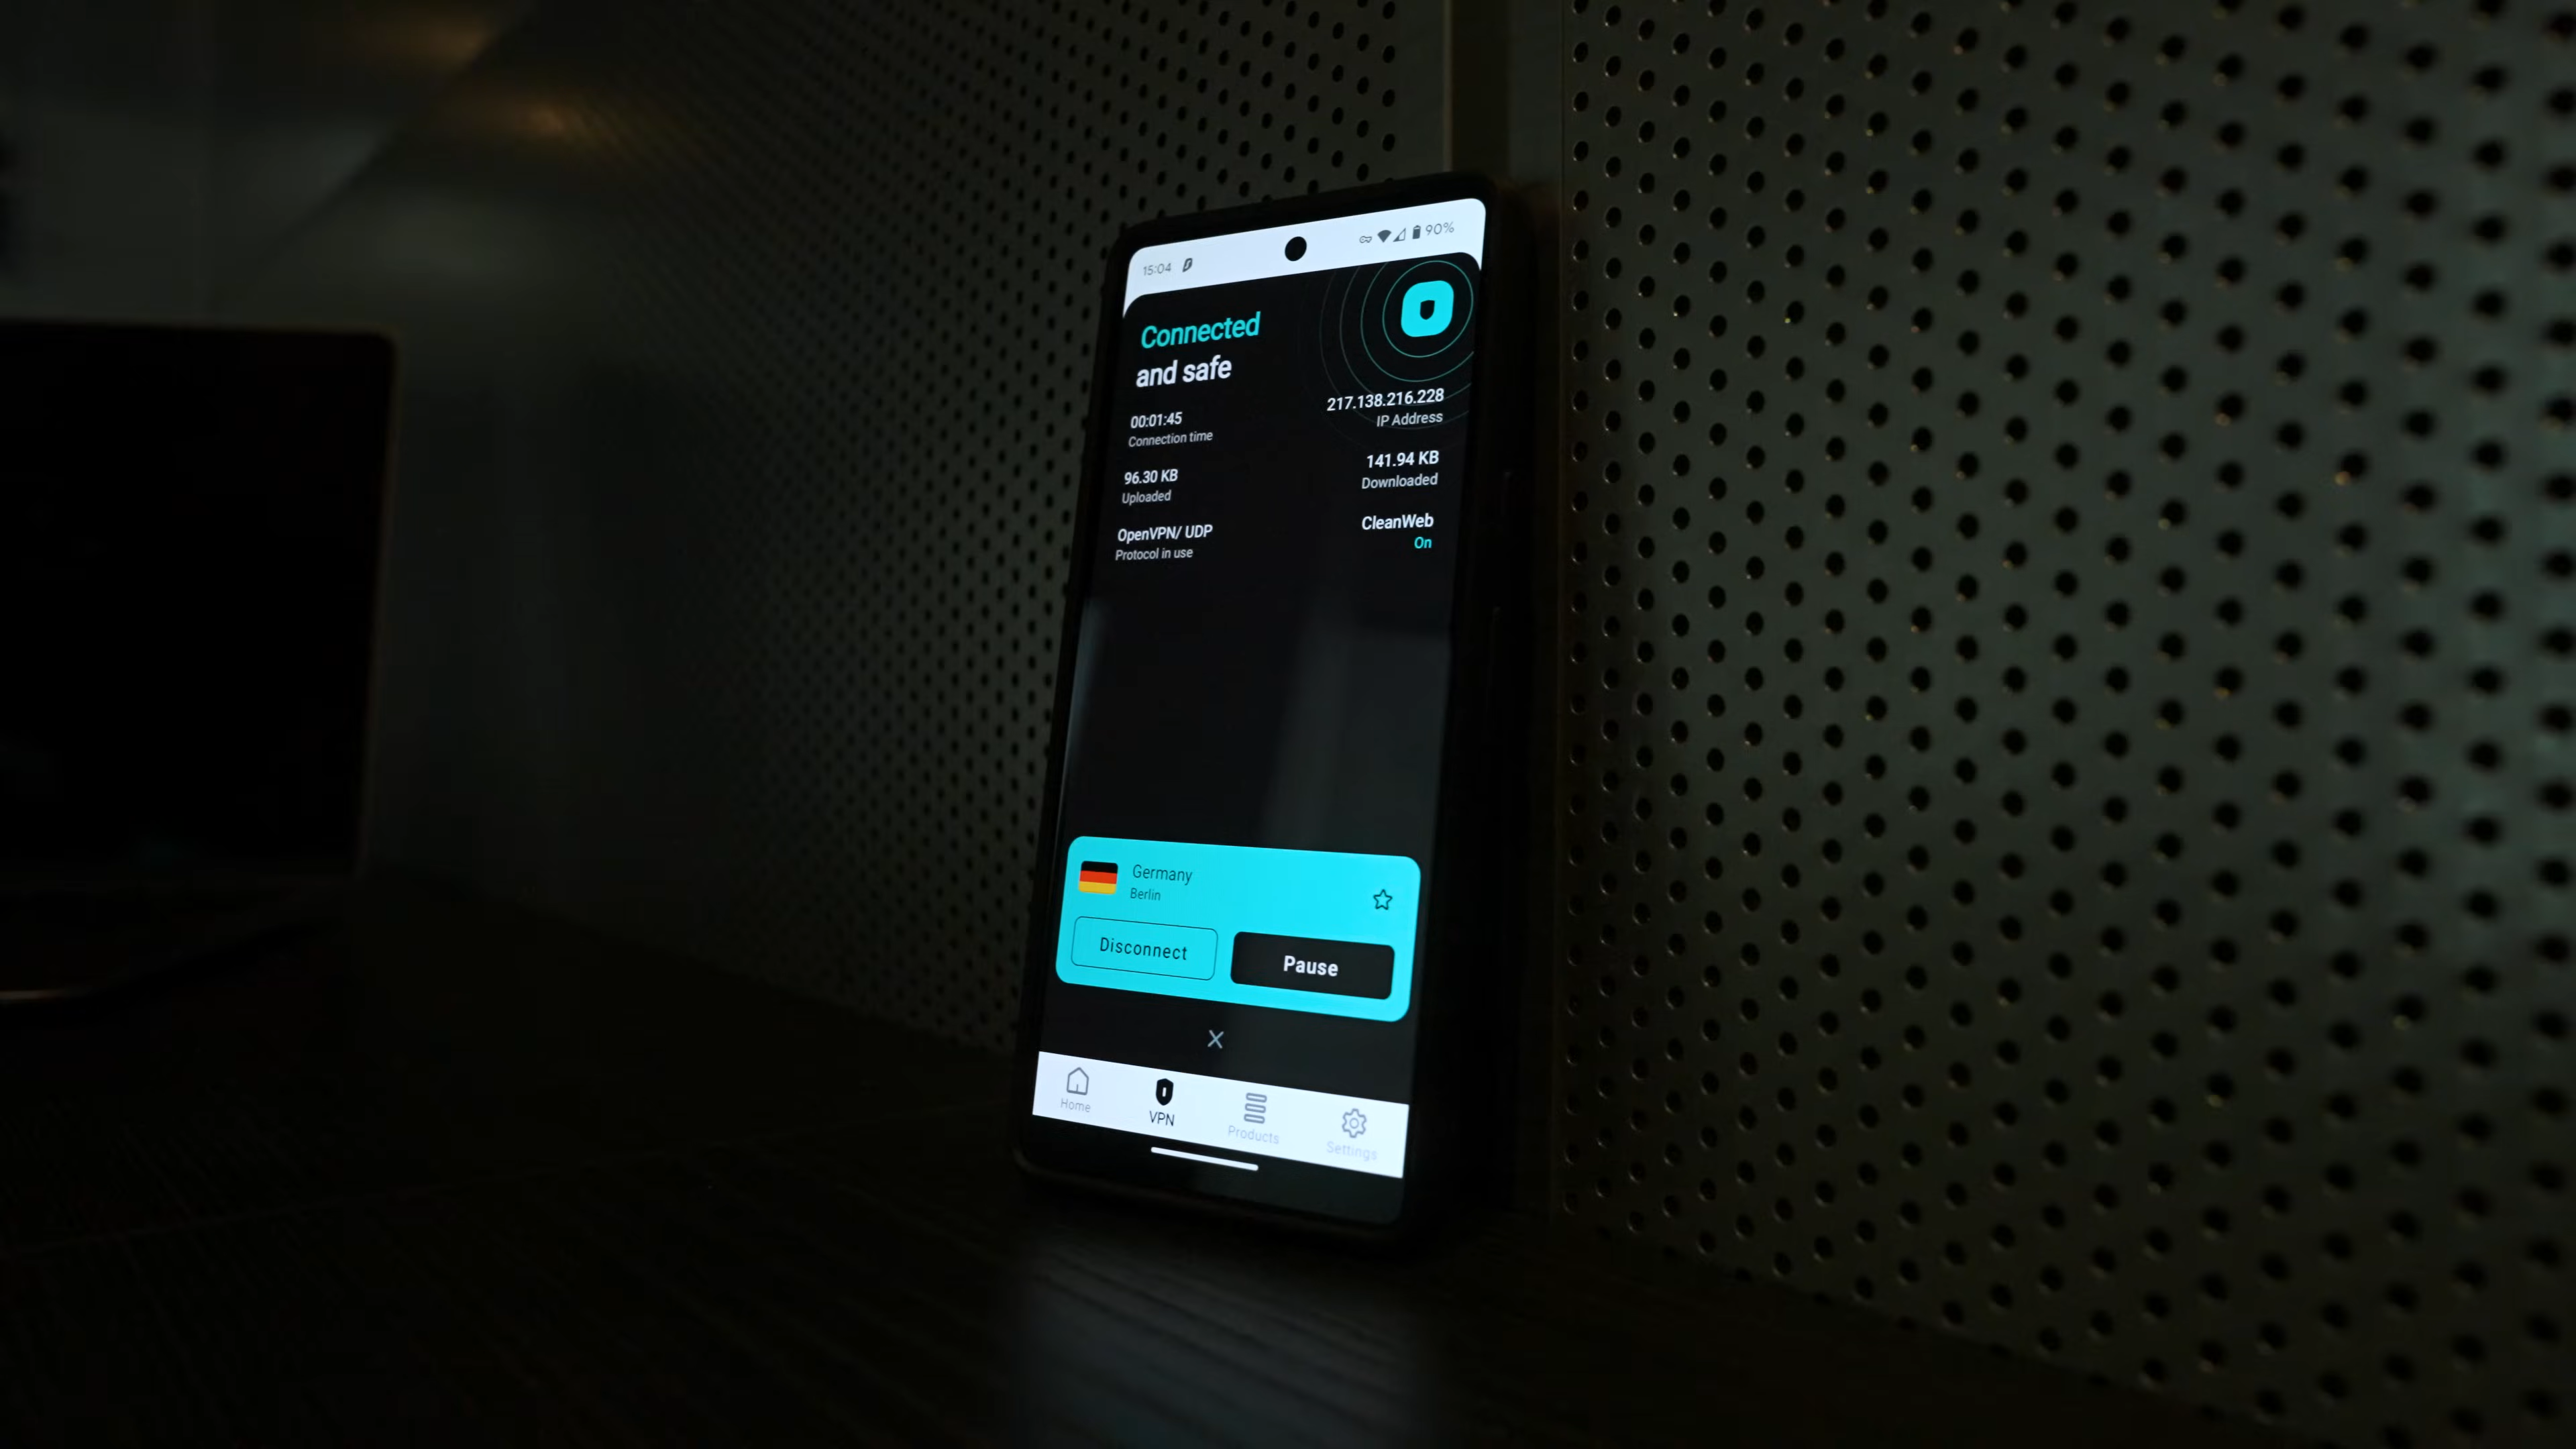 15:04
90%
Connected
and safe
00:01:45
Connection time
217.138.216.228
IP Address
96.30 KB
Uploaded
141.94 KB
Downloaded
OpenVPN/ UDP
Protocol in use
CleanWeb
On
Germany
Berlin
Disconnect
Pause
Home
VPN
Products
Settings